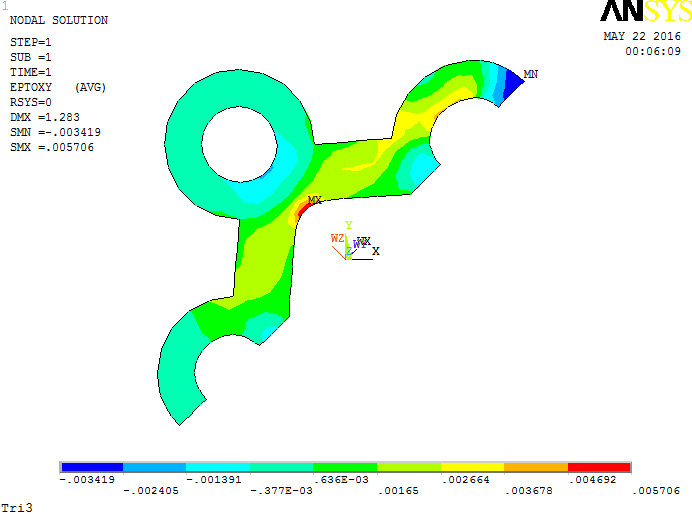 1
NODAL SOLUTION
ANSYS
STEP=1
SUB =1
TIME=1
EPTOXY (AVG)
RSYS=0
DMX =1.283
SMN =-.003419
SMX =.005706
MAY 22 2016
00:06:09
MN
MX
Y
WZ
WX
X
Z
-.003419
-.002405
-.001391
-.377E-03
.636E-03
.00165
.002664
.003678
.004692
.005706
Tri3